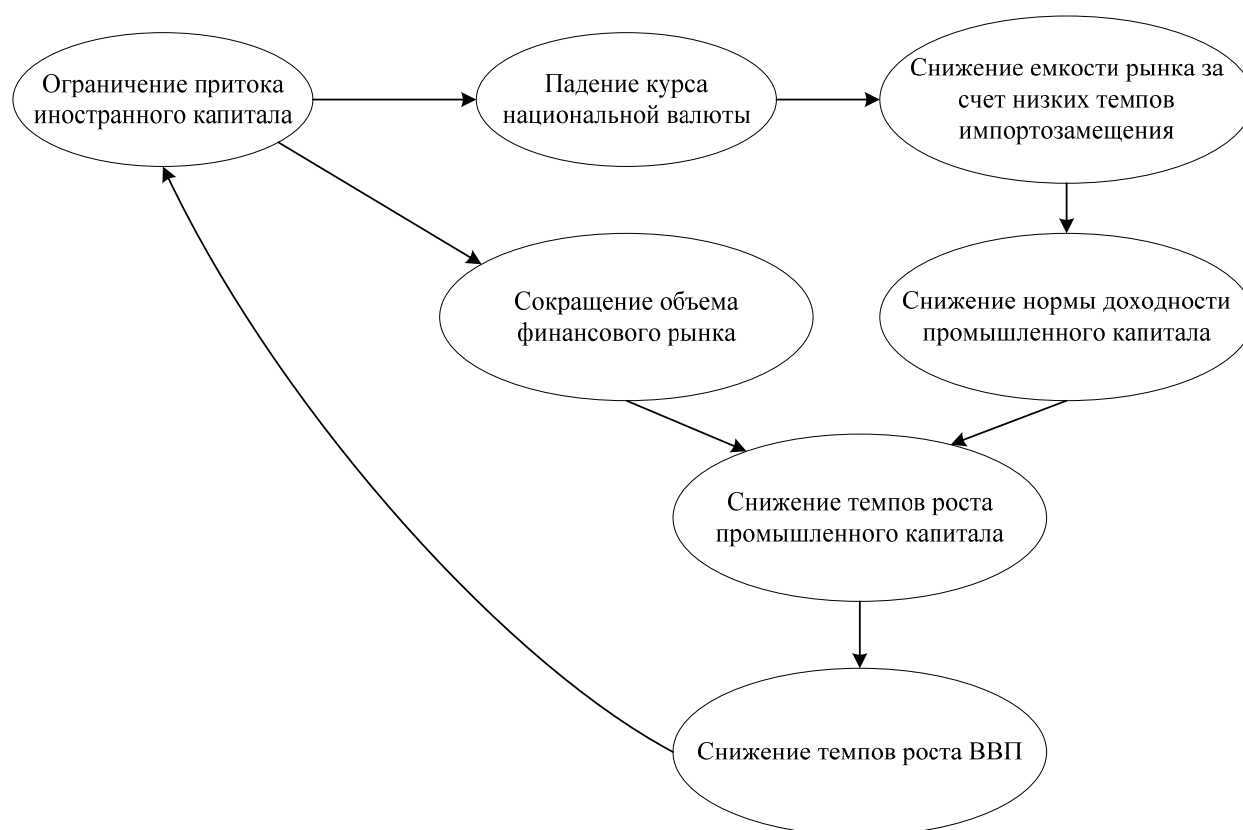 Ограничение притока
иностранного капитала
Падение курса
национальной валюты
Снижение емкости рынка за
счет низких темпов
импортозамещения
Сокращение объема
финансового рынка
Снижение нормы доходности
промышленного капитала
Снижение темпов роста
промышленного капитала
Снижение темпов роста ВВП